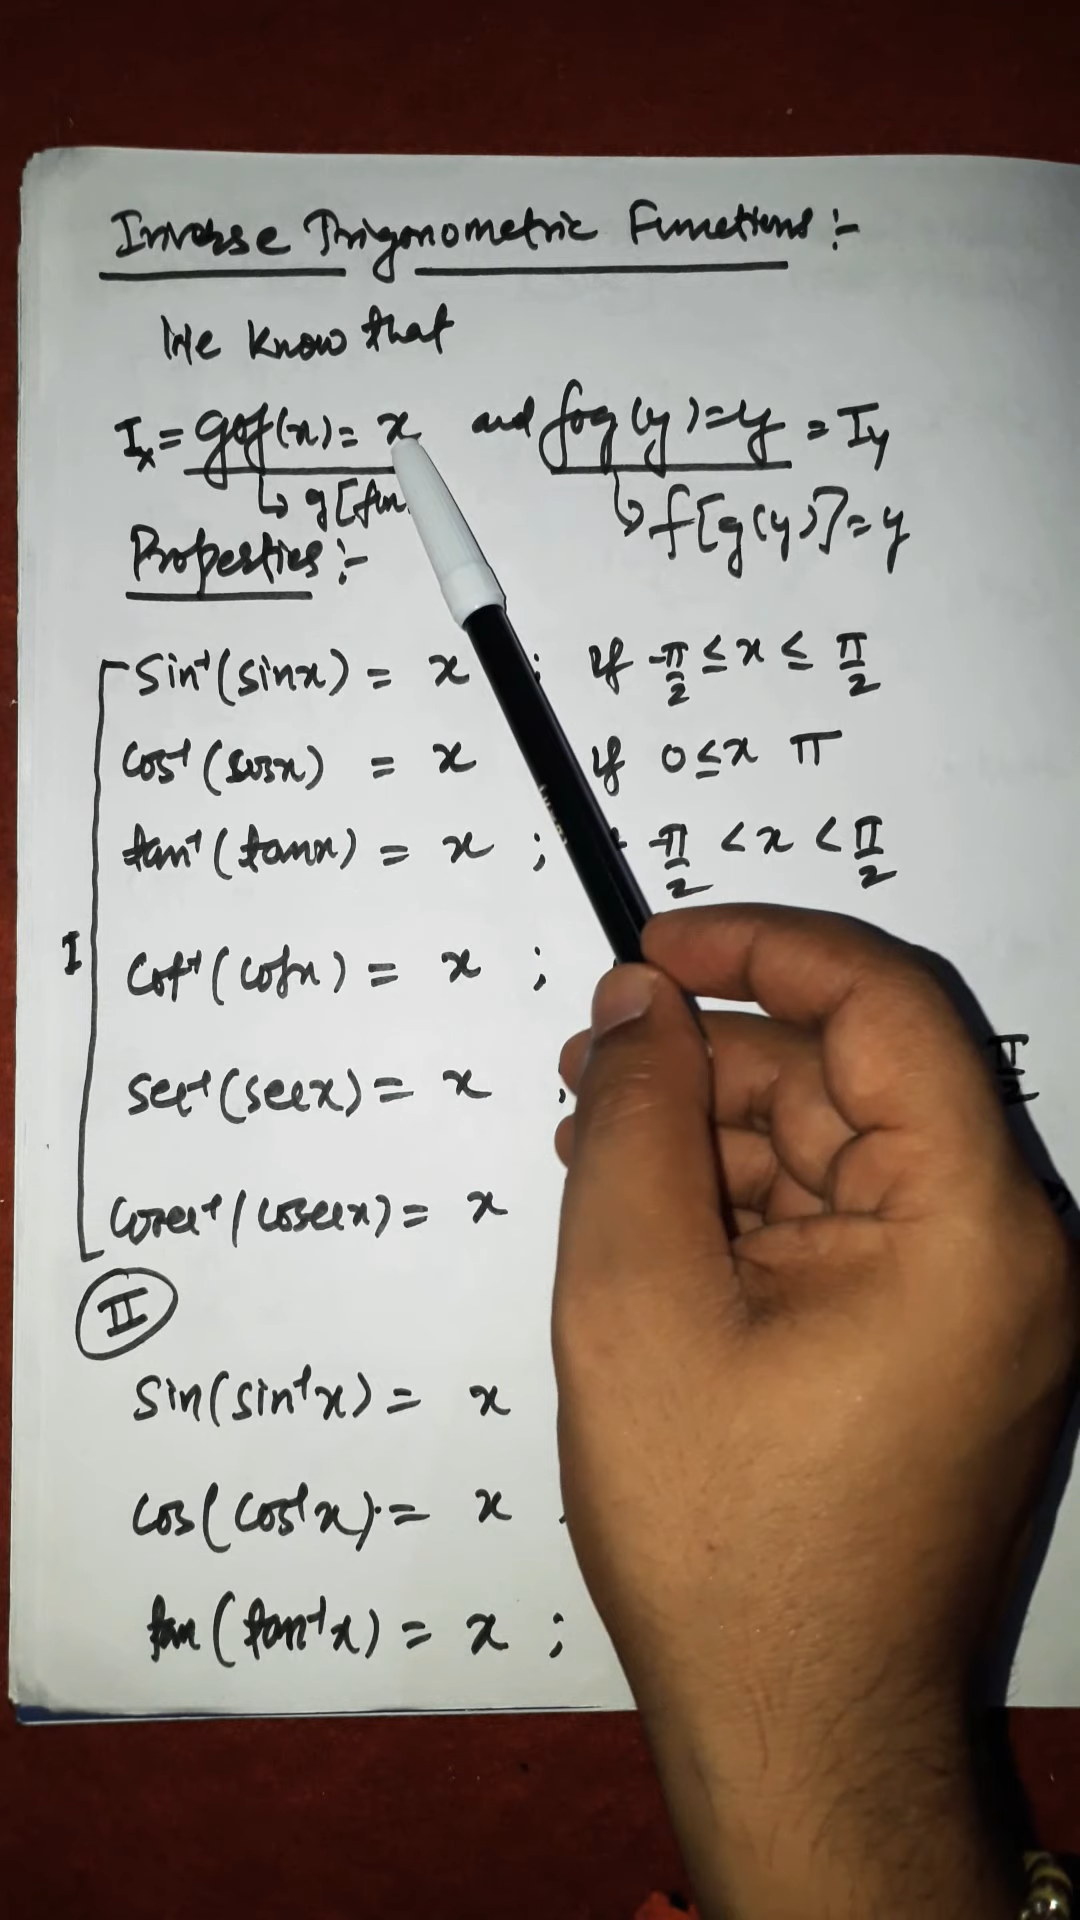 Inverse Trigonometric Functions :-
We know that
Iₓ = gof(x) = x and fog(y) = y = I_y
↳ g[f(x ↳ f[g(y)] = y
Properties :-
Sin⁻¹(sinx) = x ; if -π/2 ≤ x ≤ π/2
Cos⁻¹(cosx) = x if 0 ≤ x π
tan⁻¹(tanx) = x ; -π/2 < x < π/2
I
Cot⁻¹(cotx) = x ;
Sec⁻¹(secx) = x ; π/2
Cosec⁻¹(cosecx) = x
II
Sin(sin⁻¹x) = x
Cos(cos⁻¹x) = x
tan(tan⁻¹x) = x ;